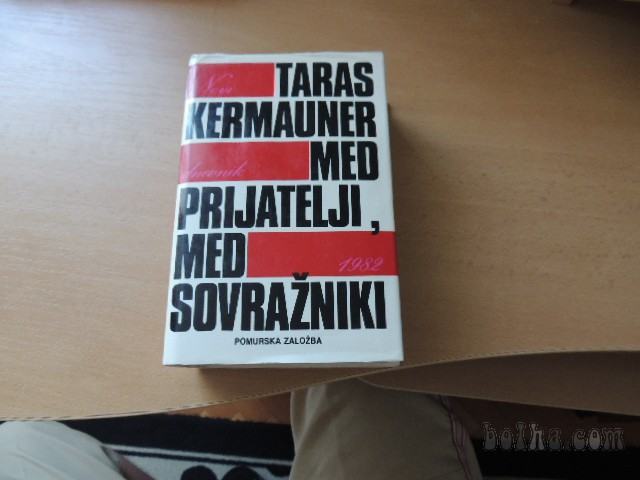 Novi TARAS
KERMAUNER
dnevnik MED
PRIJATELJI,
MED 1982
SOVRAŽNIKI
POMURSKA ZALOŽBA
bolha.com